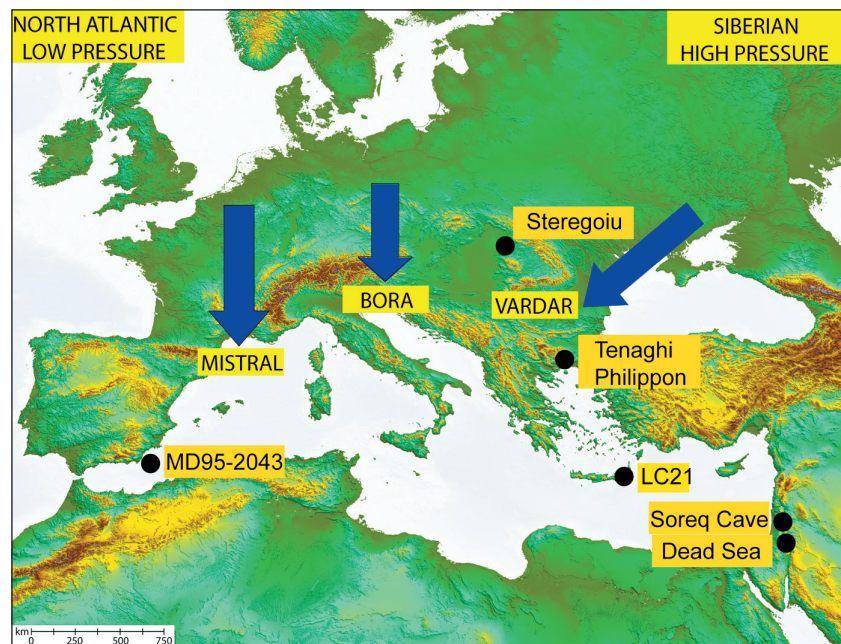 NORTH ATLANTIC
LOW PRESSURE
SIBERIAN
HIGH PRESSURE
Steregoiu
BORA
VARDAR
MISTRAL
Tenaghi
Philippon
MD95-2043
LC21
Soreq Cave
Dead Sea
km
0 250 500 750